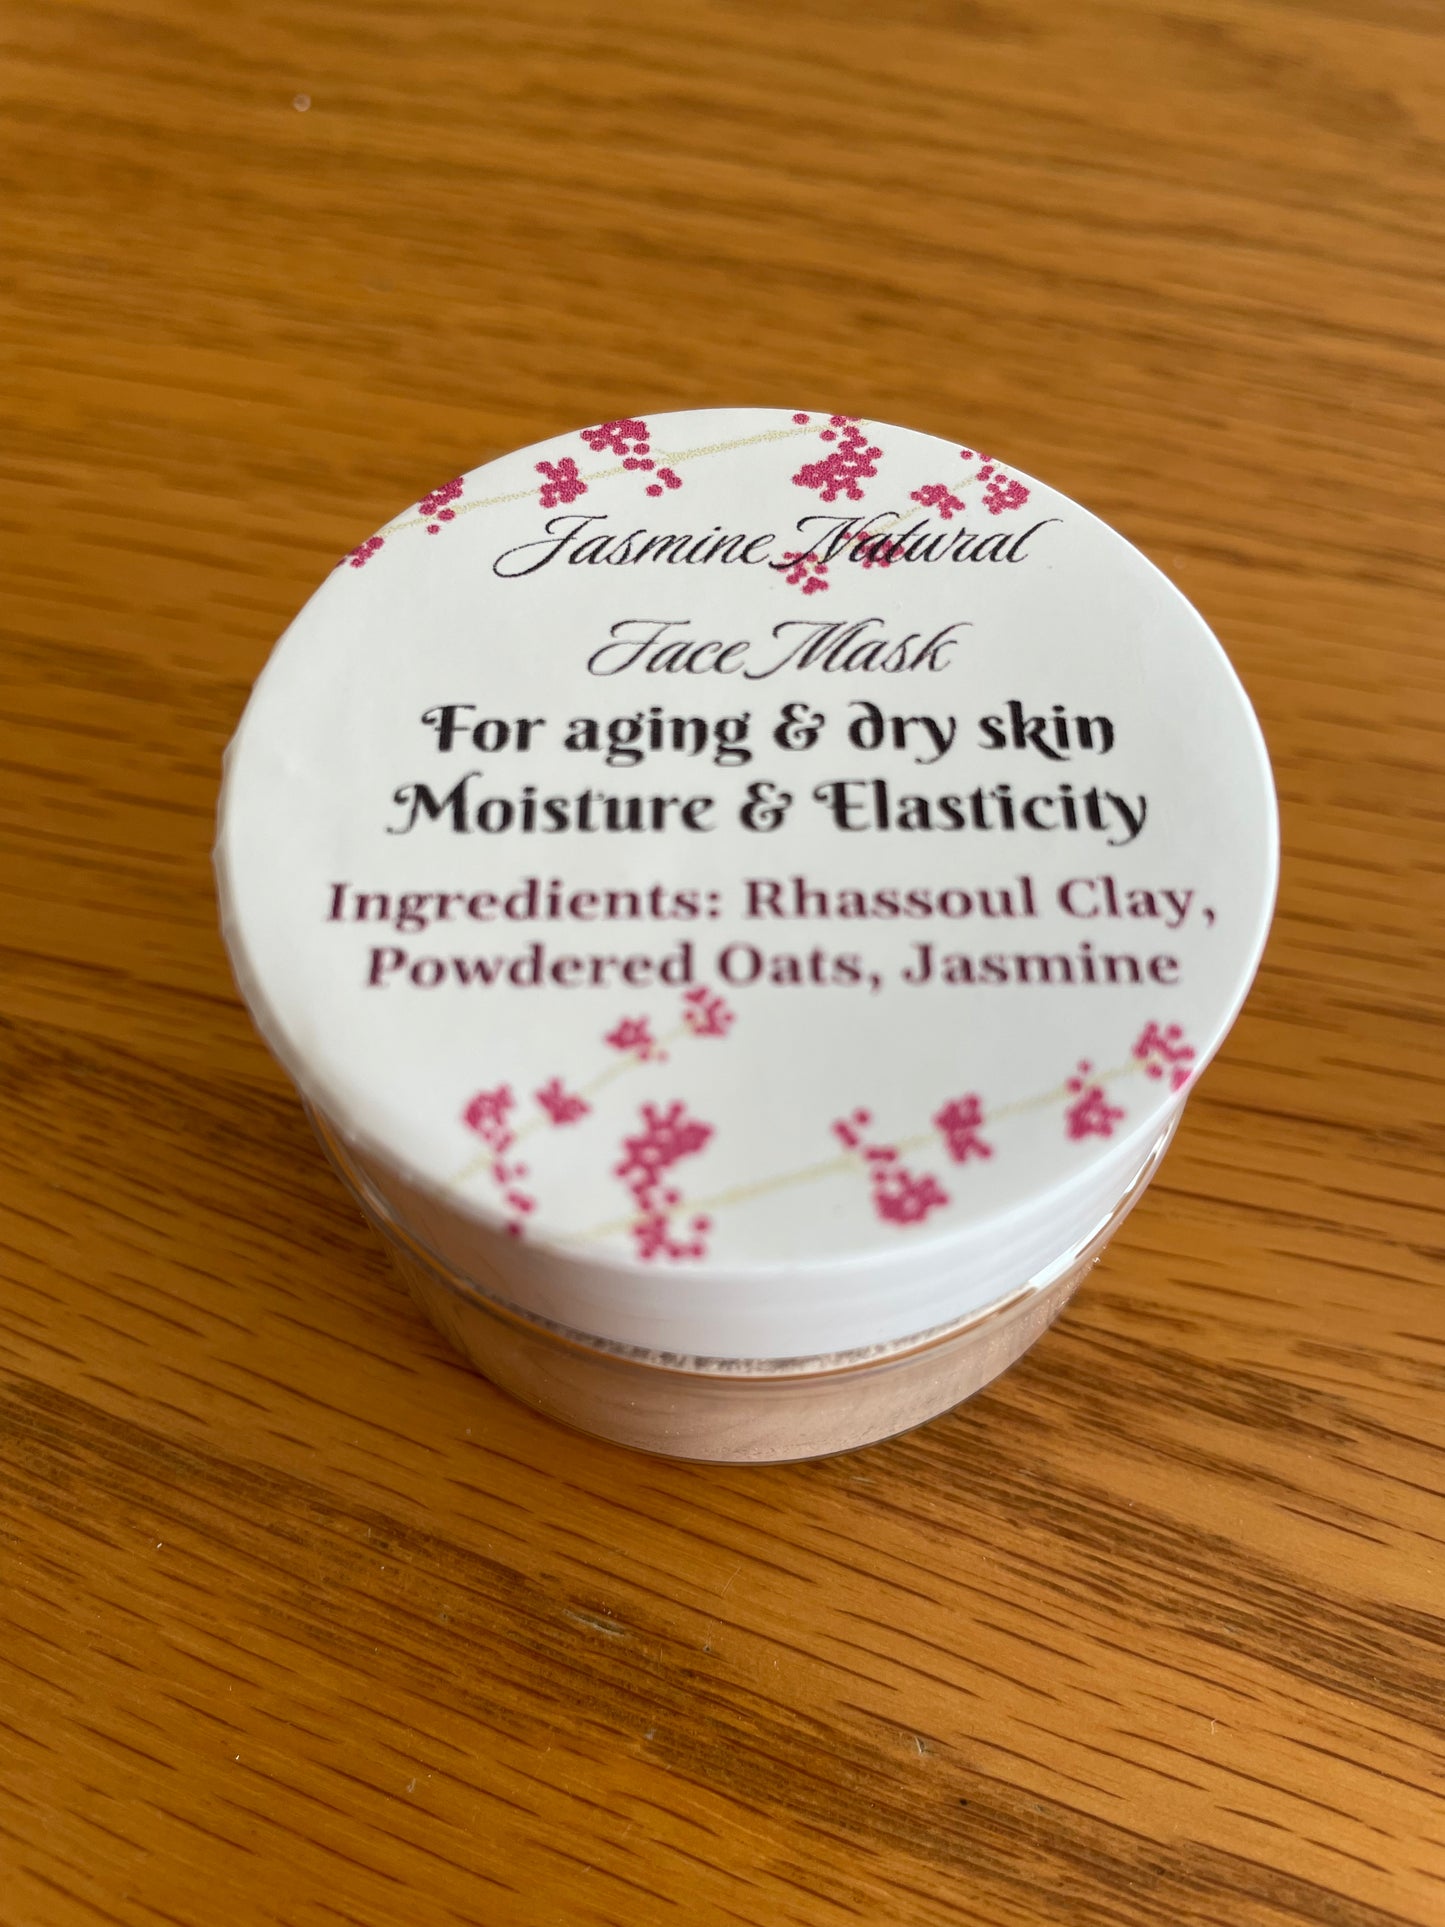 Jasmine Natural
Face Mask
For aging & dry skin
Moisture & Elasticity
Ingredients: Rhassoul Clay,
Powdered Oats, Jasmine